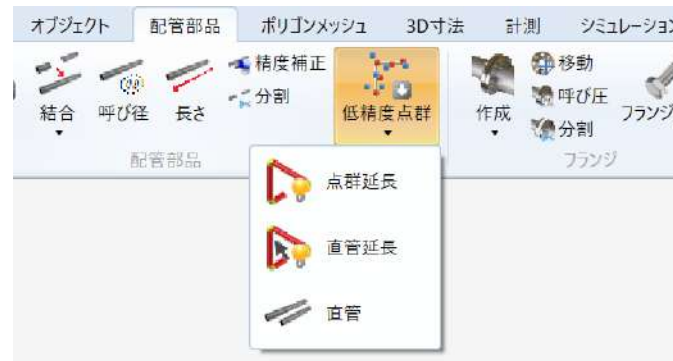 オブジェクト 配管部品 ポリゴンメッシュ 3D寸法 計測 シミュレーション
結合 呼び径 長さ 精度補正 分割 低精度点群 作成 移動 呼び圧 分割 フランジ
配管部品 フランジ
点群延長
直管延長
直管